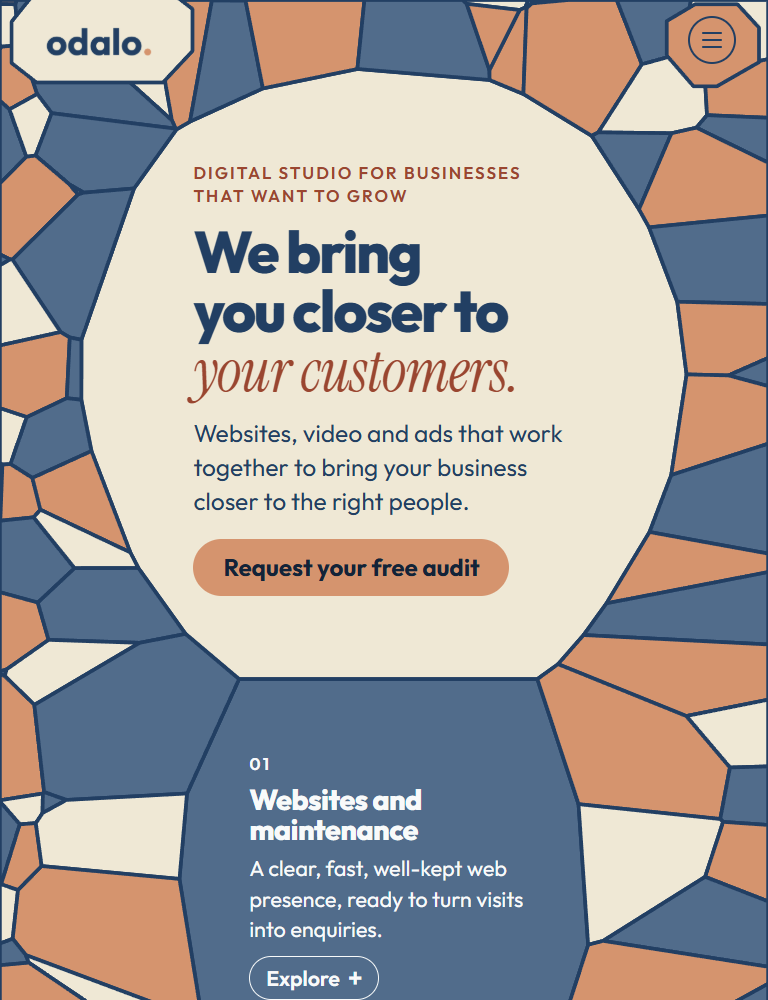 odalo.
DIGITAL STUDIO FOR BUSINESSES
THAT WANT TO GROW
We bring
you closer to
your customers.
Websites, video and ads that work
together to bring your business
closer to the right people.
Request your free audit
01
Websites and
maintenance
A clear, fast, well-kept web
presence, ready to turn visits
into enquiries.
Explore +